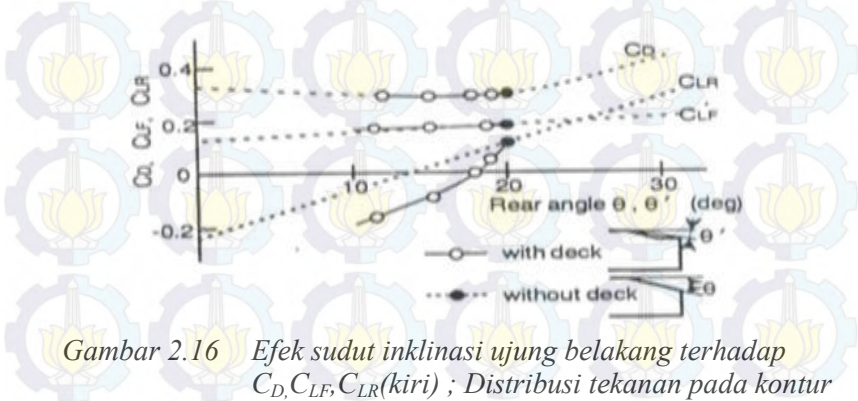 CD
0.4
CLR
CD, CLF, CLR
0.2
CLF
0
10
20
30
Rear angle θ, θ' (deg)
-0.2
θ'
with deck
without deck
θ
Gambar 2.16 Efek sudut inklinasi ujung belakang terhadap
CD,CLF,CLR(kiri) ; Distribusi tekanan pada kontur